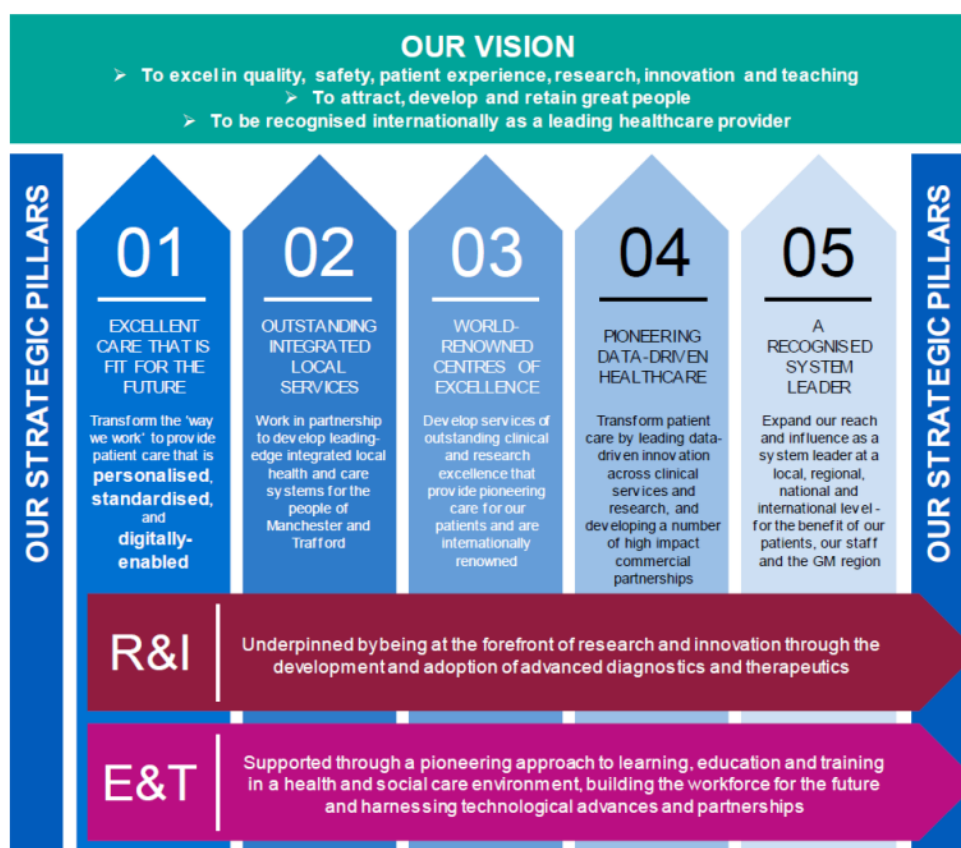 OUR VISION
➢ To excel in quality, safety, patient experience, research, innovation and teaching
➢ To attract, develop and retain great people
➢ To be recognised internationally as a leading healthcare provider
OUR STRATEGIC PILLARS
01
EXCELLENT
CARE THAT IS
FIT FOR THE
FUTURE
Transform the 'way
we work' to provide
patient care that is
personalised,
standardised,
and
digitally-
enabled
02
OUTSTANDING
INTEGRATED
LOCAL
SERVICES
Work in partnership
to develop leading-
edge integrated local
health and care
systems for the
people of
Manchester and
Trafford
03
WORLD-
RENOWNED
CENTRES OF
EXCELLENCE
Develop services of
outstanding clinical
and research
excellence that
provide pioneering
care for our
patients and are
internationally
renowned
04
PIONEERING
DATA-DRIVEN
HEALTHCARE
Transform patient
care by leading data-
driven innovation
across clinical
services and
research, and
developing a number
of high impact
commercial
partnerships
05
A
RECOGNISED
SYSTEM
LEADER
Expand our reach
and influence as a
system leader at a
local, regional,
national and
international level -
for the benefit of our
patients, our staff
and the GM region
OUR STRATEGIC PILLARS
R&I
Underpinned by being at the forefront of research and innovation through the
development and adoption of advanced diagnostics and therapeutics
E&T
Supported through a pioneering approach to learning, education and training
in a health and social care environment, building the workforce for the future
and harnessing technological advances and partnerships